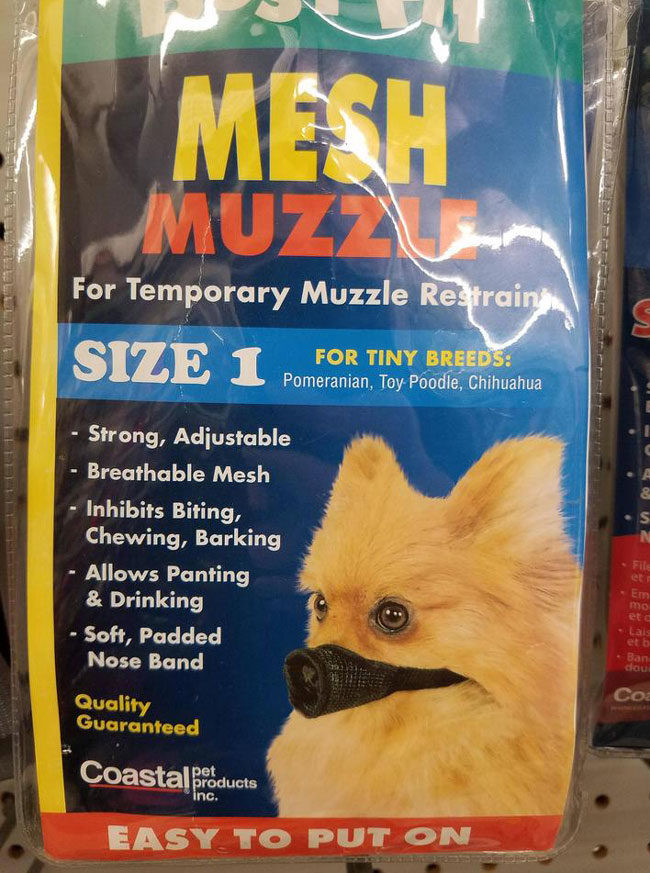 MESH
MUZZLE
For Temporary Muzzle Restraint
SIZE 1
FOR TINY BREEDS:
Pomeranian, Toy Poodle, Chihuahua
- Strong, Adjustable
- Breathable Mesh
- Inhibits Biting,
Chewing, Barking
- Allows Panting
& Drinking
- Soft, Padded
Nose Band
Quality
Guaranteed
Coastal pet
products
inc.
®
EASY TO PUT ON